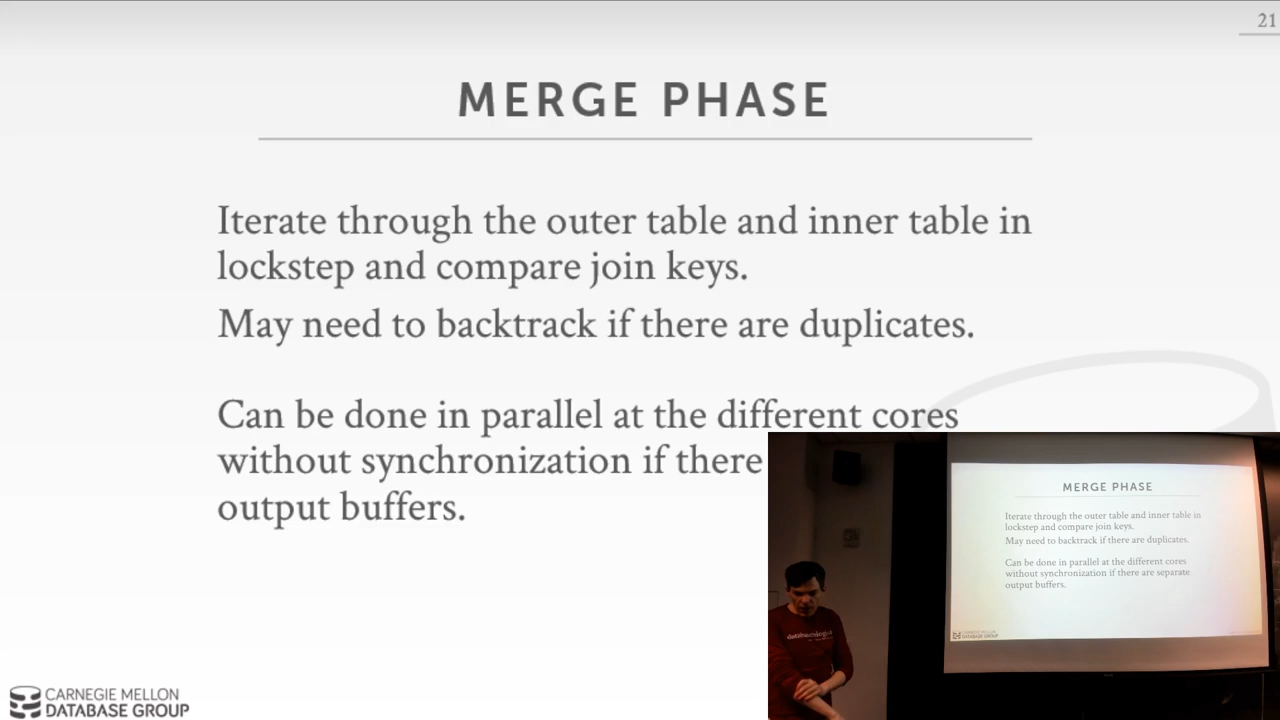 21
MERGE PHASE
Iterate through the outer table and inner table in
lockstep and compare join keys.
May need to backtrack if there are duplicates.
Can be done in parallel at the different cores
without synchronization if there
output buffers.
CARNEGIE MELLON
DATABASE GROUP
MERGE PHASE
Iterate through the outer table and inner table in
lockstep and compare join keys.
May need to backtrack if there are duplicates.
Can be done in parallel at the different cores
without synchronization if there are separate
output buffers.
CARNEGIE MELLON
DATABASE GROUP